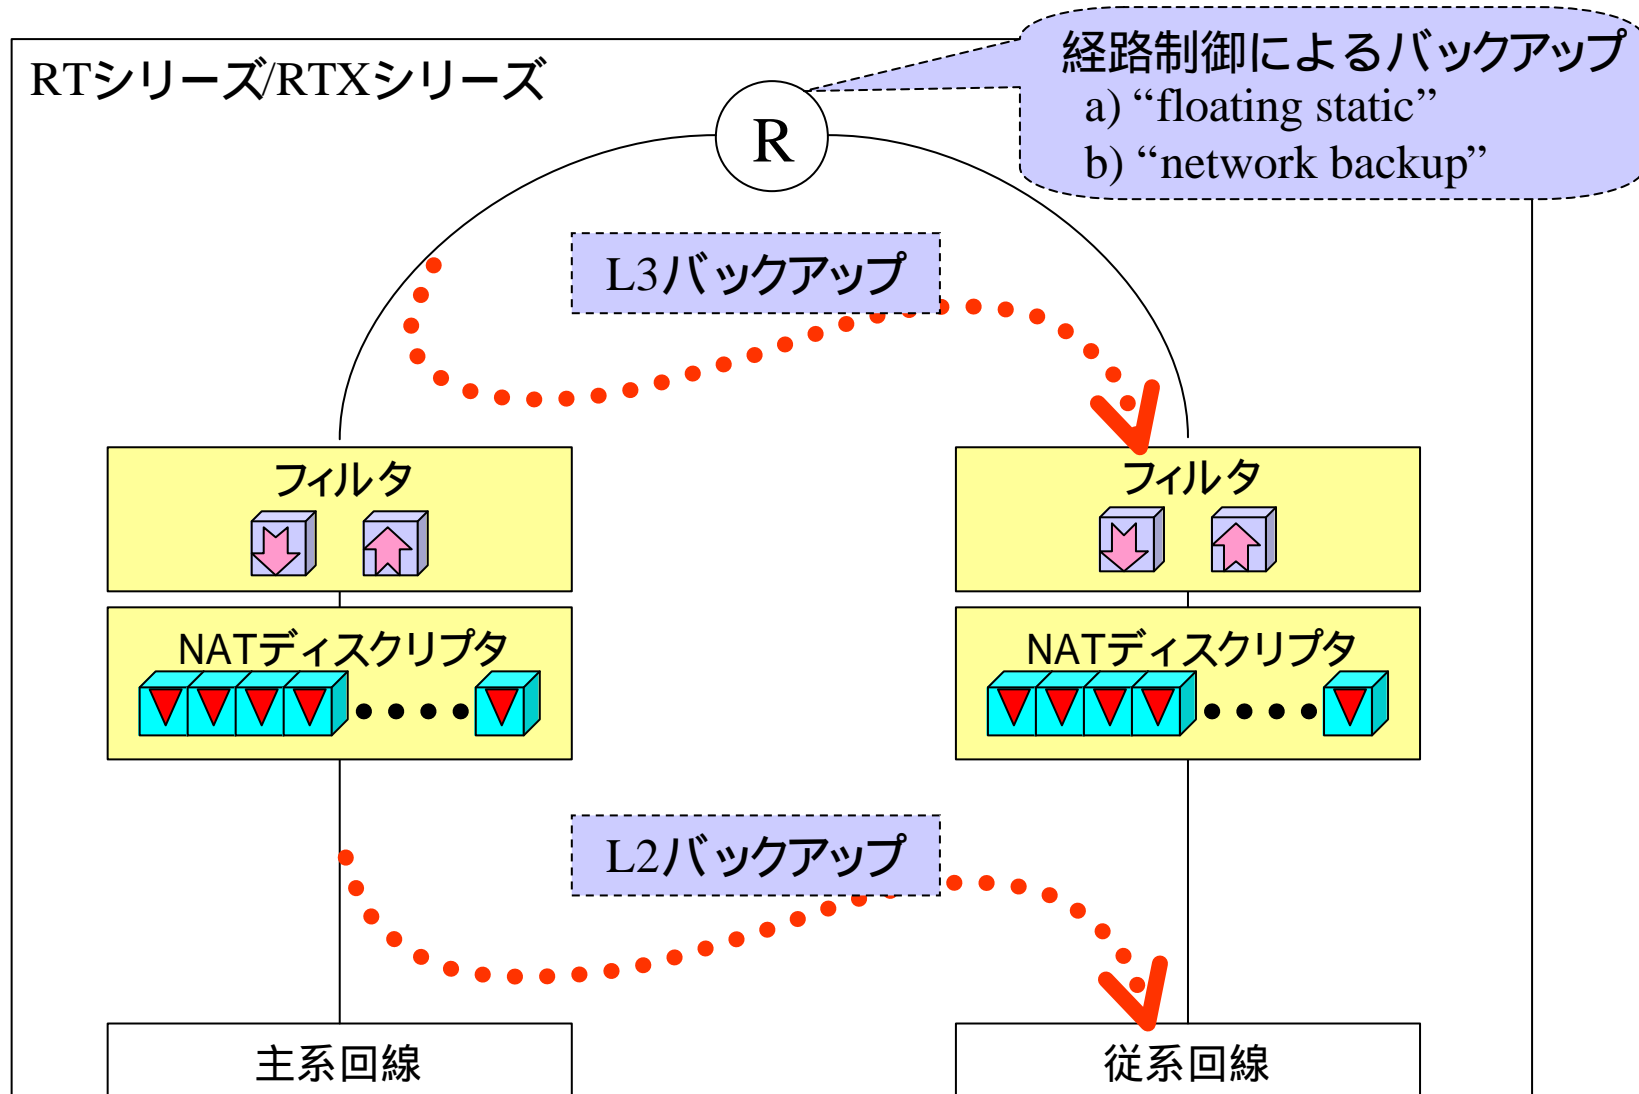 経路制御によるバックアップ
a) “floating static”
b) “network backup”
RTシリーズ/RTXシリーズ
R
L3バックアップ
フィルタ
フィルタ
NATディスクリプタ
NATディスクリプタ
L2バックアップ
主系回線
従系回線